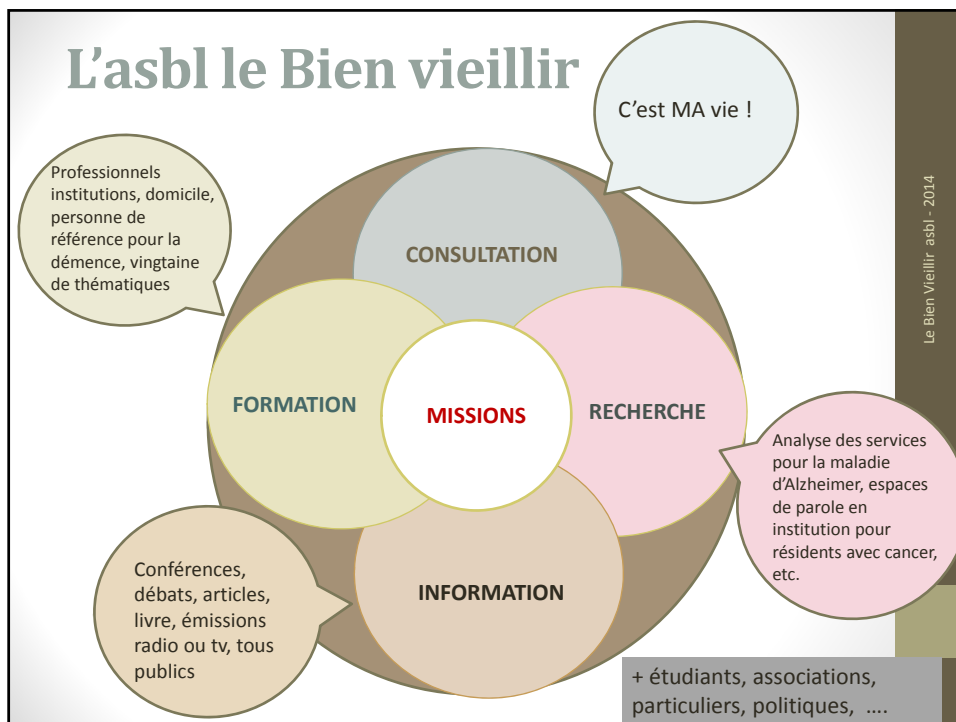 L'asbl le Bien vieillir
C'est MA vie !
Professionnels
institutions, domicile,
personne de
référence pour la
démence, vingtaine
de thématiques
CONSULTATION
FORMATION
MISSIONS
RECHERCHE
INFORMATION
Analyse des services
pour la maladie
d'Alzheimer, espaces
de parole en
institution pour
résidents avec cancer,
etc.
Conférences,
débats, articles,
livre, émissions
radio ou tv, tous
publics
+ étudiants, associations,
particuliers, politiques, ….
Le Bien Vieillir asbl - 2014